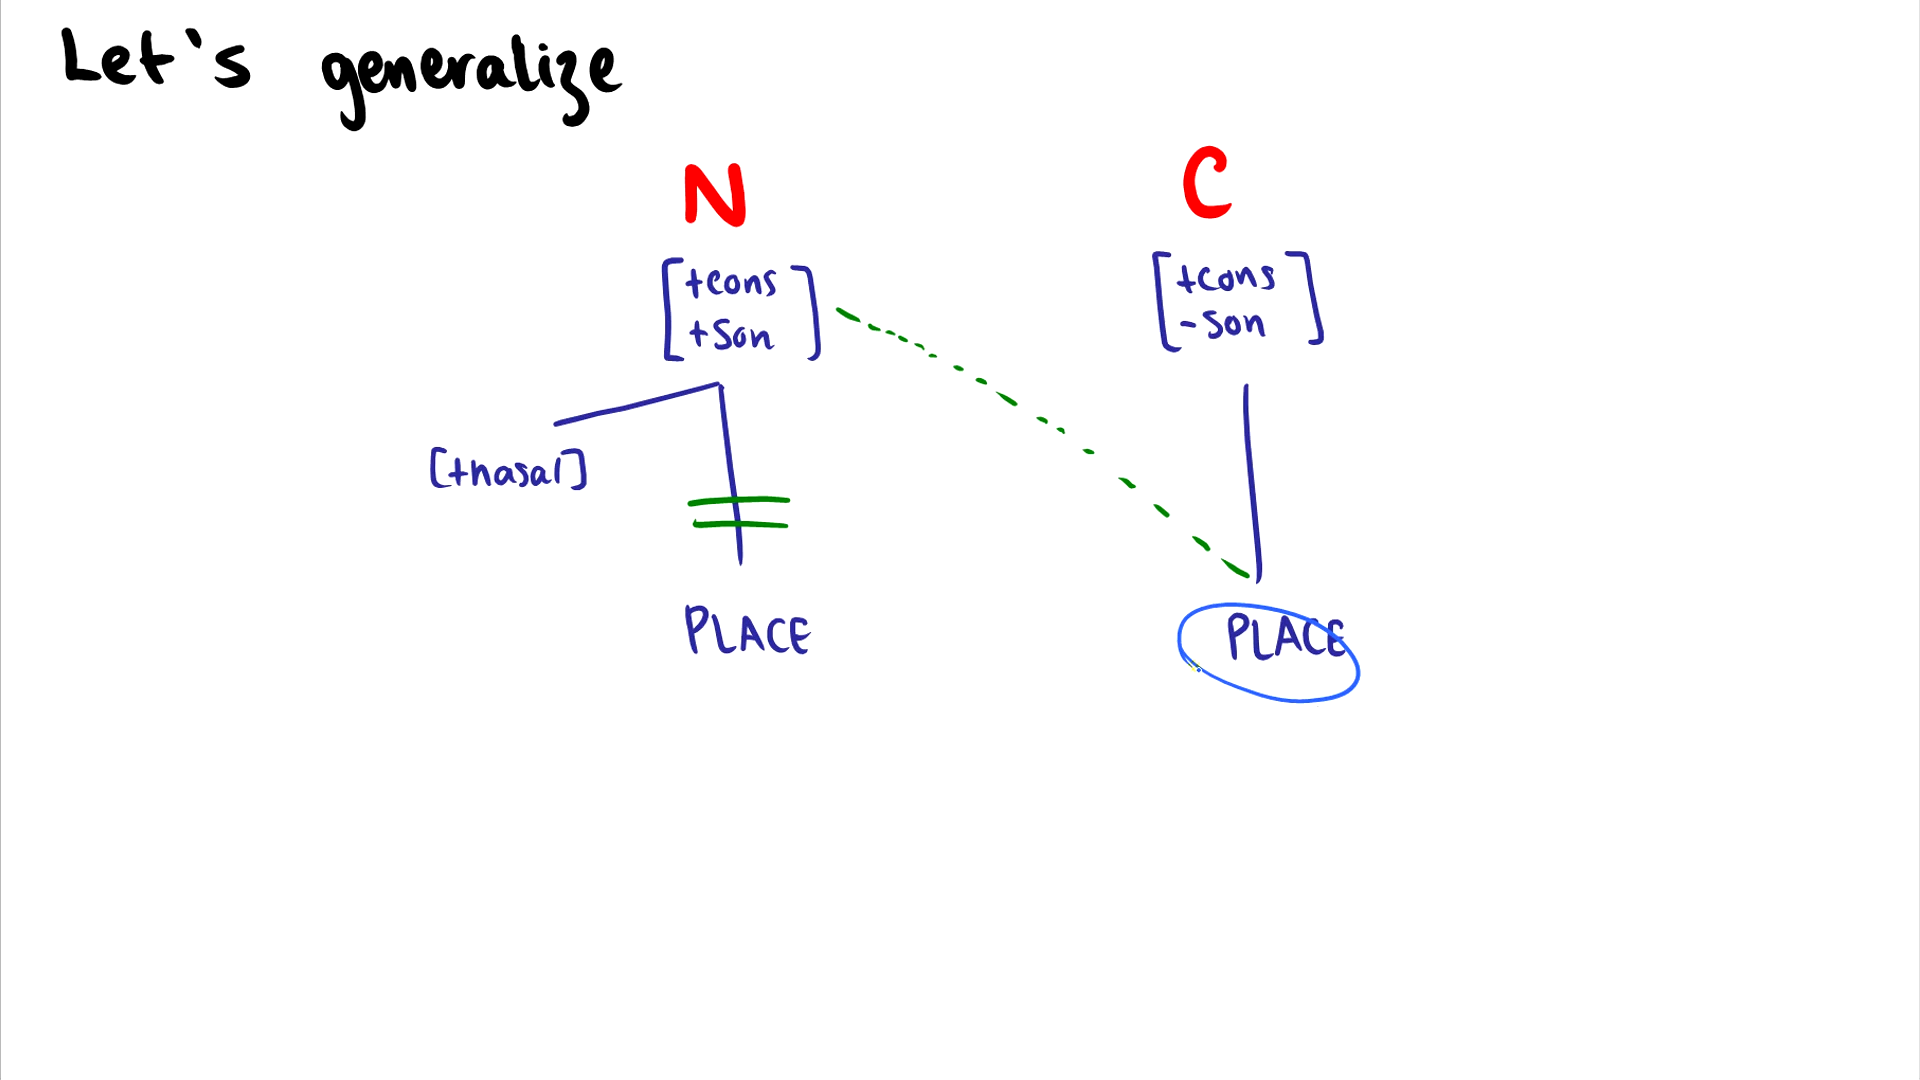 Let's generalize
N C
[+cons +son] [+cons -son]
[+nasal]
PLACE PLACE